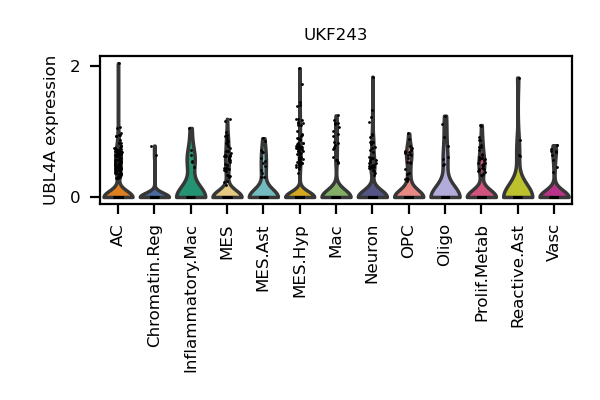 UKF243
UBL4A expression
2
0
AC
Chromatin.Reg
Inflammatory.Mac
MES
MES.Ast
MES.Hyp
Mac
Neuron
OPC
Oligo
Prolif.Metab
Reactive.Ast
Vasc